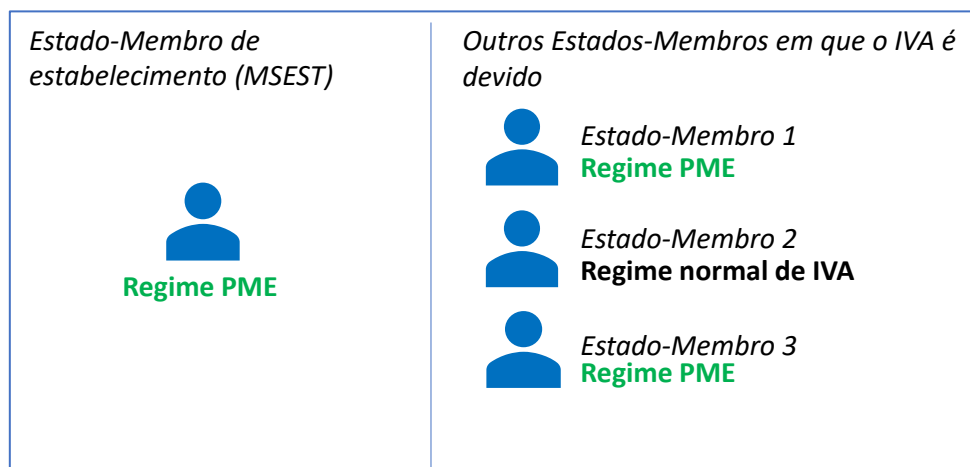 Estado-Membro de
estabelecimento (MSEST)
Regime PME
Outros Estados-Membros em que o IVA é
devido
Estado-Membro 1
Regime PME
Estado-Membro 2
Regime normal de IVA
Estado-Membro 3
Regime PME